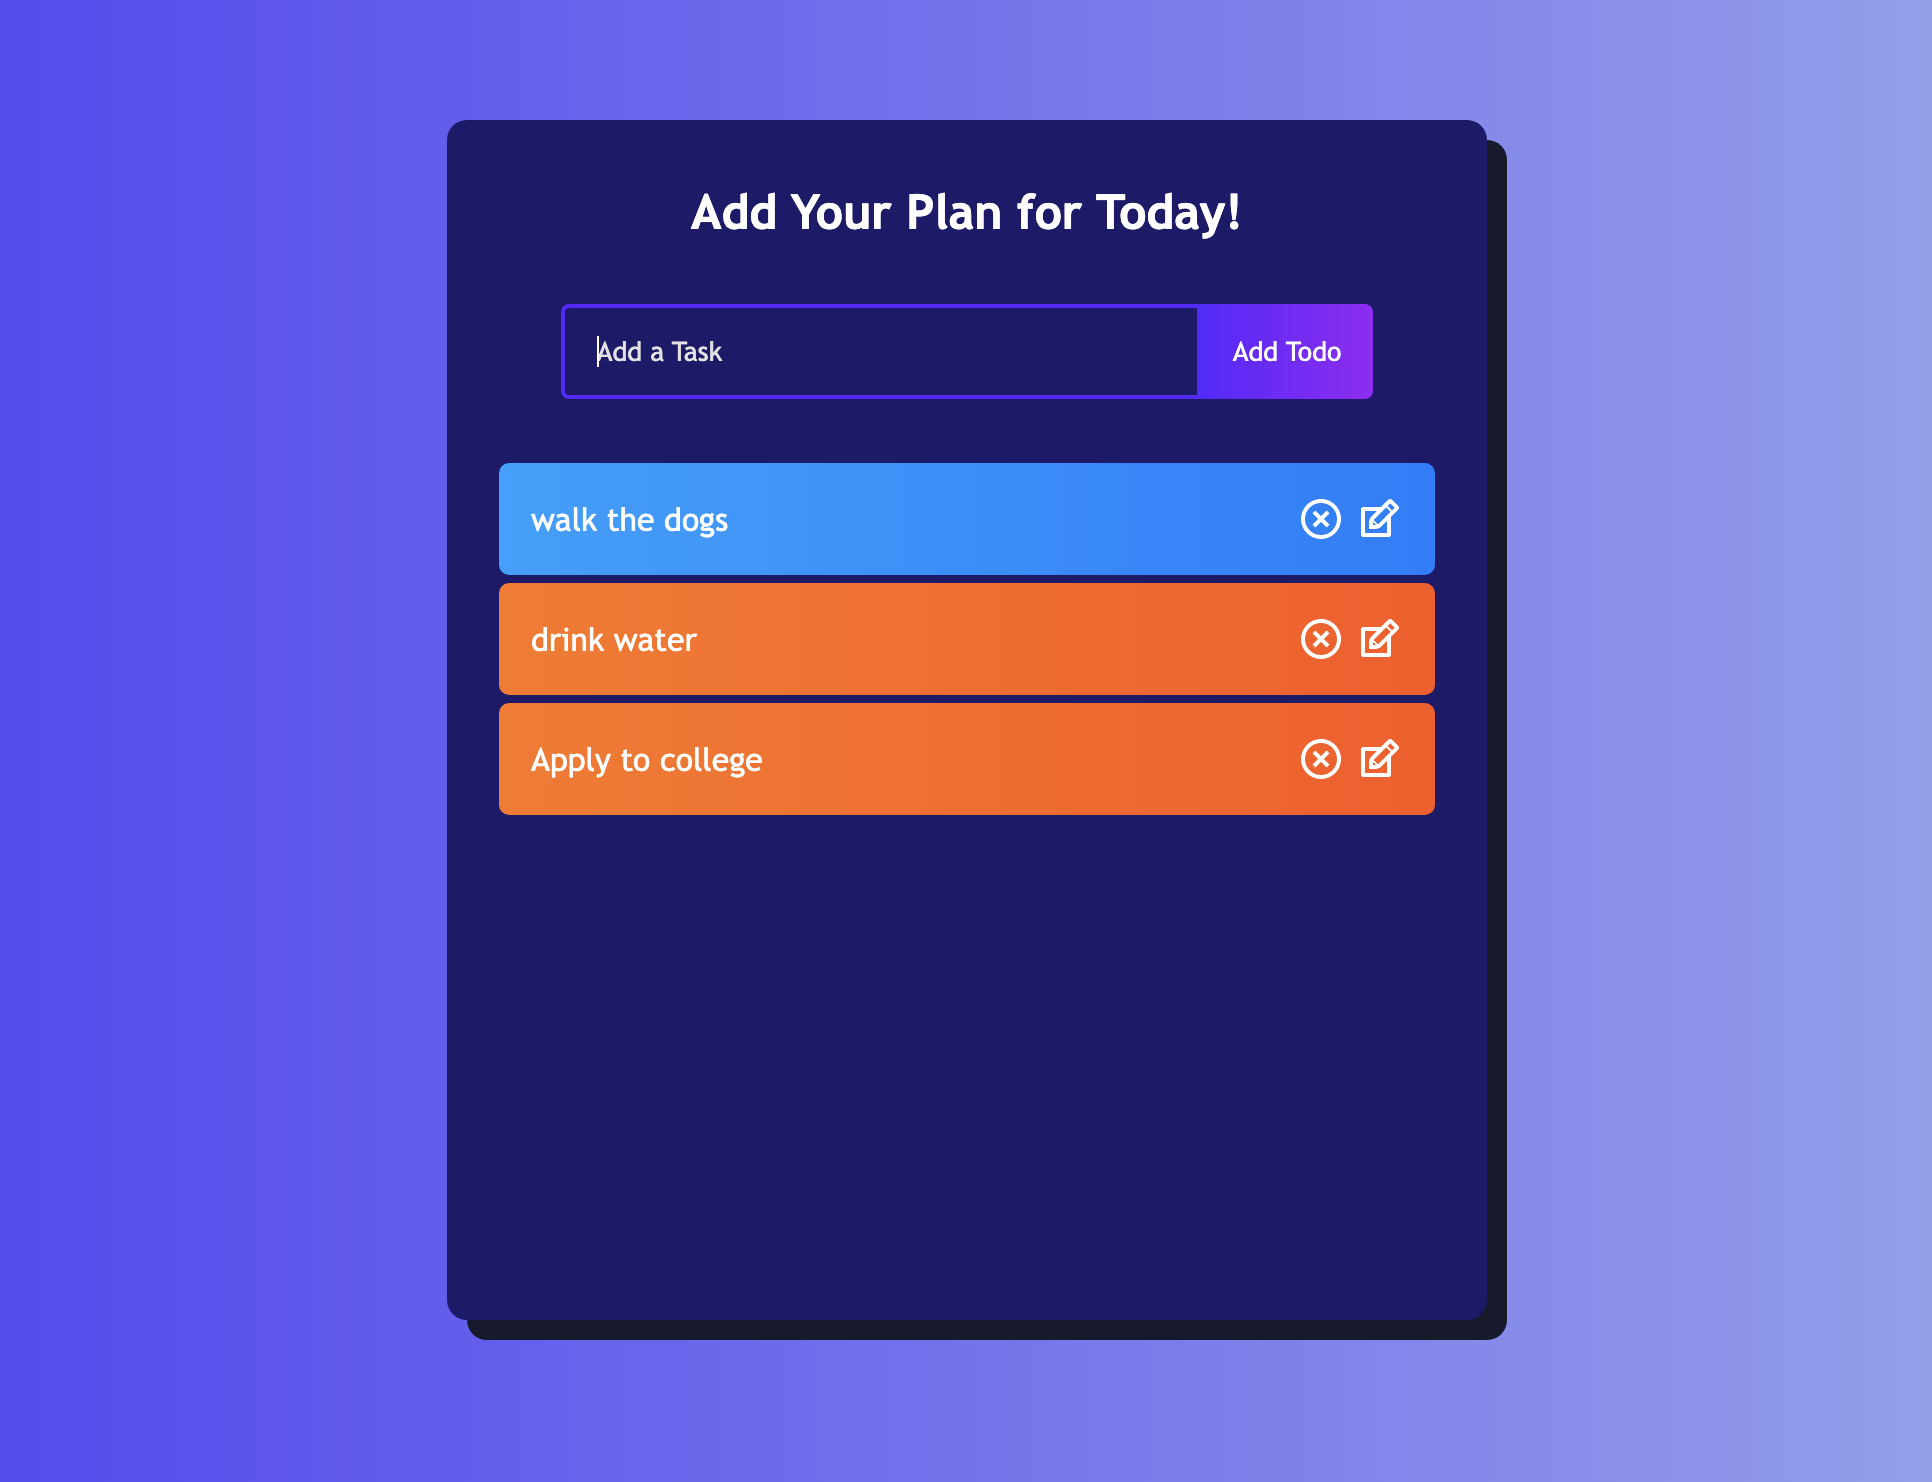 Add Your Plan for Today!
Add a Task
Add Todo
walk the dogs
drink water
Apply to college